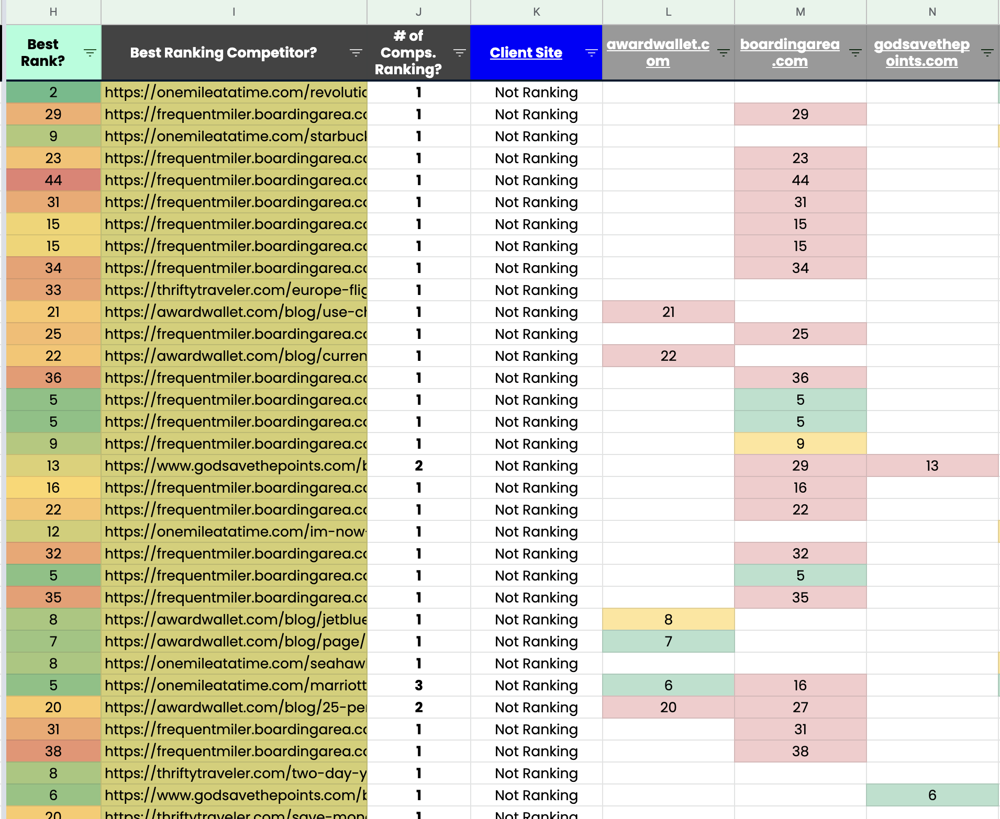 H I J K L M N
Best Rank? Best Ranking Competitor? # of Comps. Ranking? Client Site awardwallet.com boardingarea.com godsavethepoints.com
2 https://onemileatatime.com/revolutio 1 Not Ranking
29 https://frequentmiler.boardingarea.co 1 Not Ranking 29
9 https://onemileatatime.com/starbuck 1 Not Ranking
23 https://frequentmiler.boardingarea.co 1 Not Ranking 23
44 https://frequentmiler.boardingarea.co 1 Not Ranking 44
31 https://frequentmiler.boardingarea.co 1 Not Ranking 31
15 https://frequentmiler.boardingarea.co 1 Not Ranking 15
15 https://frequentmiler.boardingarea.co 1 Not Ranking 15
34 https://frequentmiler.boardingarea.co 1 Not Ranking 34
33 https://thriftytraveler.com/europe-flig 1 Not Ranking
21 https://awardwallet.com/blog/use-ch 1 Not Ranking 21
25 https://frequentmiler.boardingarea.co 1 Not Ranking 25
22 https://awardwallet.com/blog/curren 1 Not Ranking 22
36 https://frequentmiler.boardingarea.co 1 Not Ranking 36
5 https://frequentmiler.boardingarea.co 1 Not Ranking 5
5 https://frequentmiler.boardingarea.co 1 Not Ranking 5
9 https://frequentmiler.boardingarea.co 1 Not Ranking 9
13 https://www.godsavethepoints.com/b 2 Not Ranking 29 13
16 https://frequentmiler.boardingarea.co 1 Not Ranking 16
22 https://frequentmiler.boardingarea.co 1 Not Ranking 22
12 https://onemileatatime.com/im-now- 1 Not Ranking
32 https://frequentmiler.boardingarea.co 1 Not Ranking 32
5 https://frequentmiler.boardingarea.co 1 Not Ranking 5
35 https://frequentmiler.boardingarea.co 1 Not Ranking 35
8 https://awardwallet.com/blog/jetblue 1 Not Ranking 8
7 https://awardwallet.com/blog/page/ 1 Not Ranking 7
8 https://onemileatatime.com/seahawk 1 Not Ranking
5 https://onemileatatime.com/marriott 3 Not Ranking 6 16
20 https://awardwallet.com/blog/25-per 2 Not Ranking 20 27
31 https://frequentmiler.boardingarea.co 1 Not Ranking 31
38 https://frequentmiler.boardingarea.co 1 Not Ranking 38
8 https://thriftytraveler.com/two-day-y 1 Not Ranking
6 https://www.godsavethepoints.com/b 1 Not Ranking 6
20 https://thriftytraveler.com/save-mone 1 Not Ranking